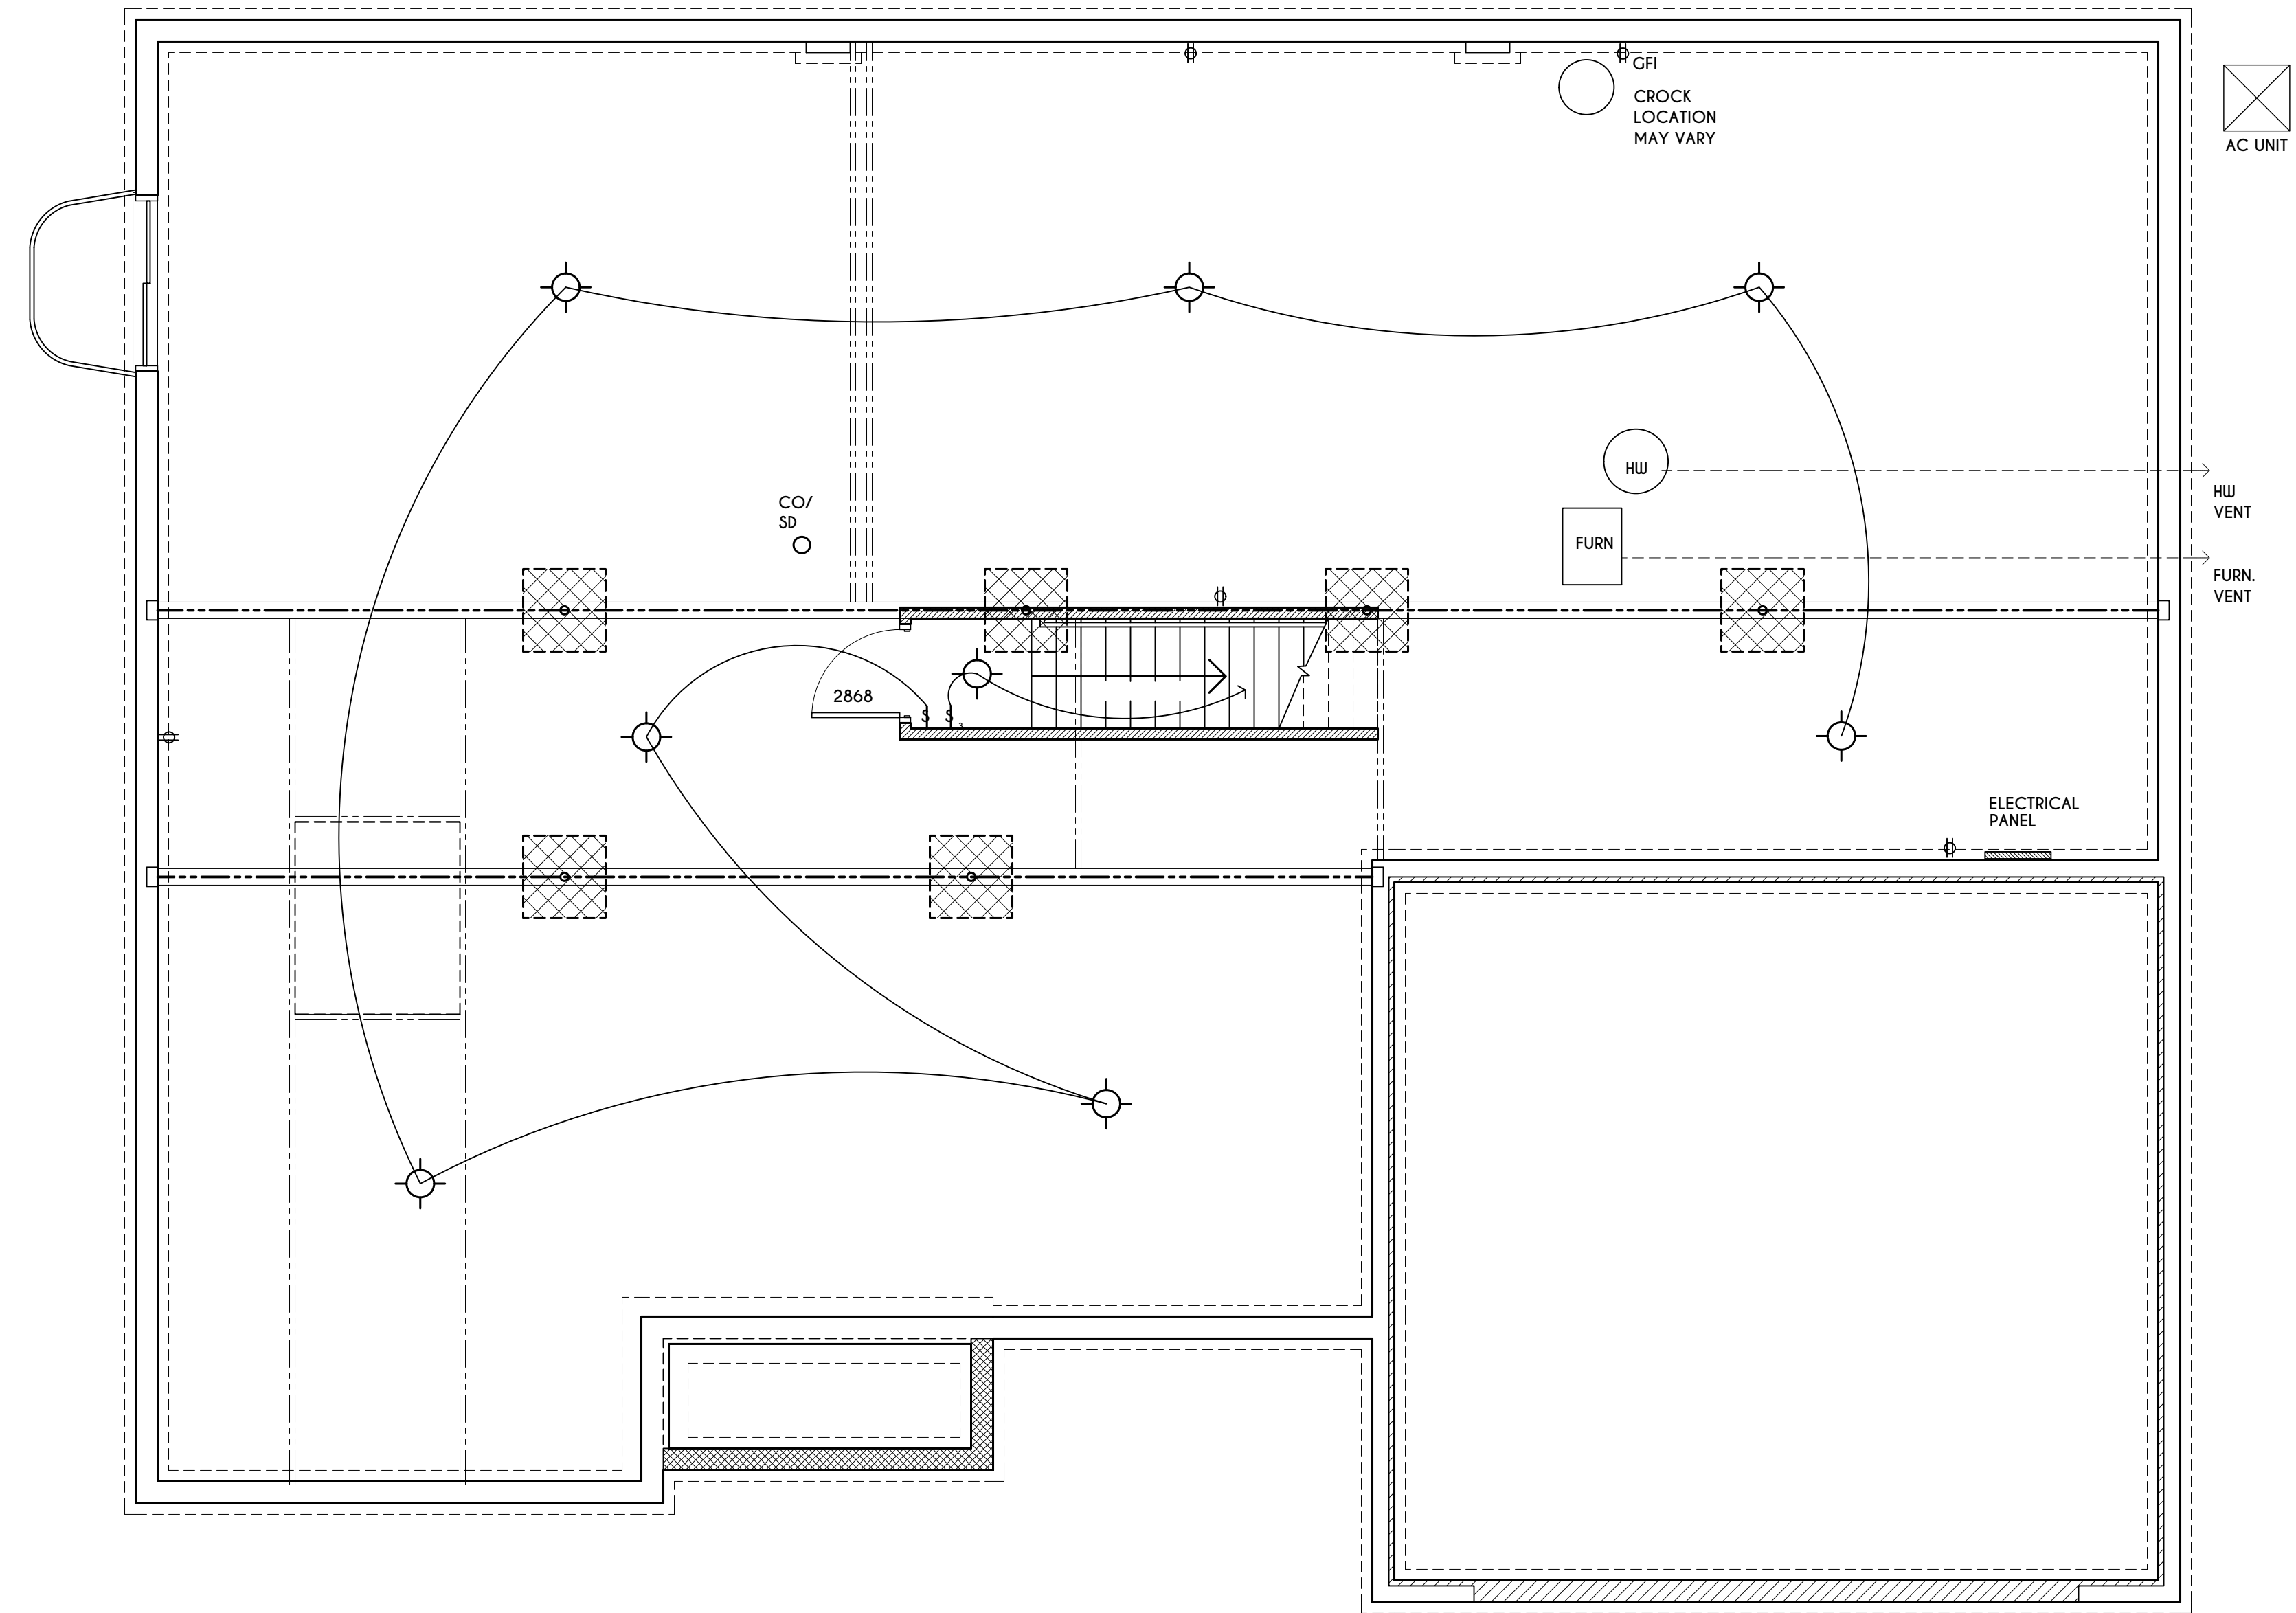 GFI
CROCK
LOCATION
MAY VARY
AC UNIT
HW
HW
VENT
CO/
SD
FURN
FURN.
VENT
2868
S S
3
ELECTRICAL
PANEL